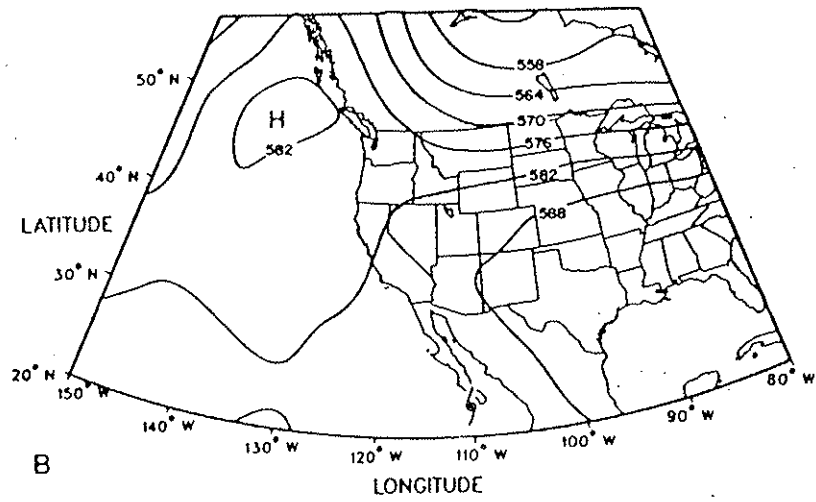 558
50° N
564
H
570
582
576
40° N
582
588
LATITUDE
30° N
20° N
150° W
140° W
130° W
120° W
110° W
100° W
90° W
80° W
B
LONGITUDE